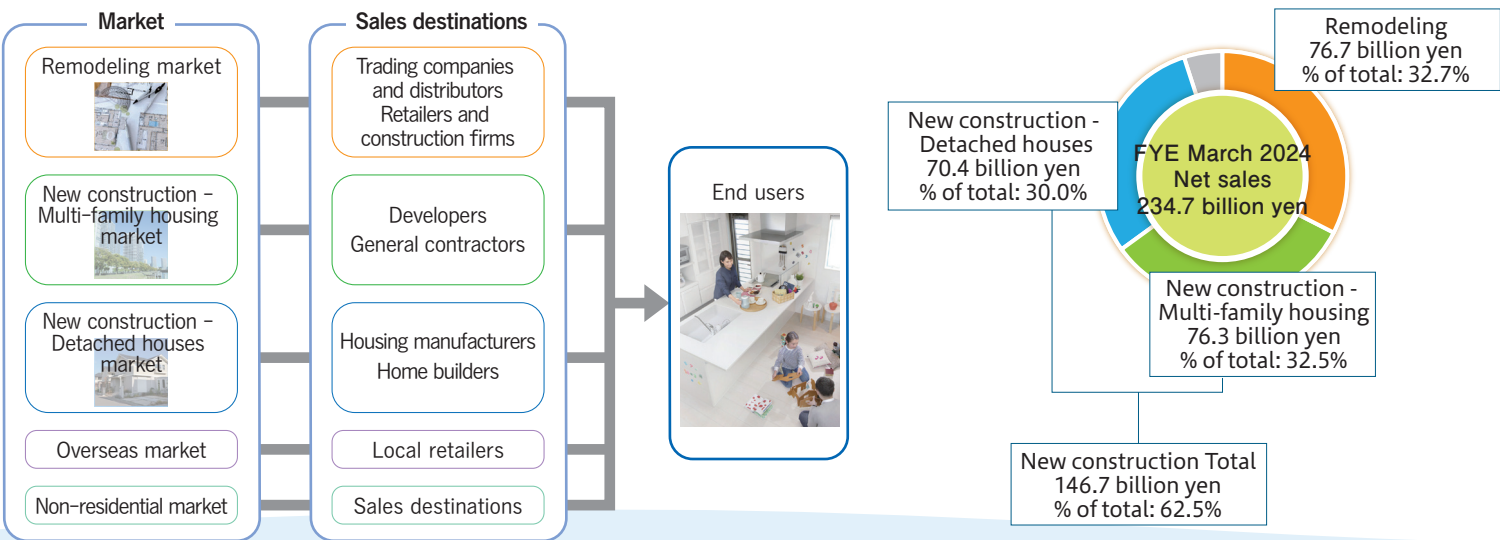 Market
Remodeling market
New construction –
Multi-family housing
market
New construction –
Detached houses
market
Overseas market
Non-residential market
Sales destinations
Trading companies
and distributors
Retailers and
construction firms
Developers
General contractors
Housing manufacturers
Home builders
Local retailers
Sales destinations
End users
Remodeling
76.7 billion yen
% of total: 32.7%
New construction -
Detached houses
70.4 billion yen
% of total: 30.0%
FYE March 2024
Net sales
234.7 billion yen
New construction -
Multi-family housing
76.3 billion yen
% of total: 32.5%
New construction Total
146.7 billion yen
% of total: 62.5%